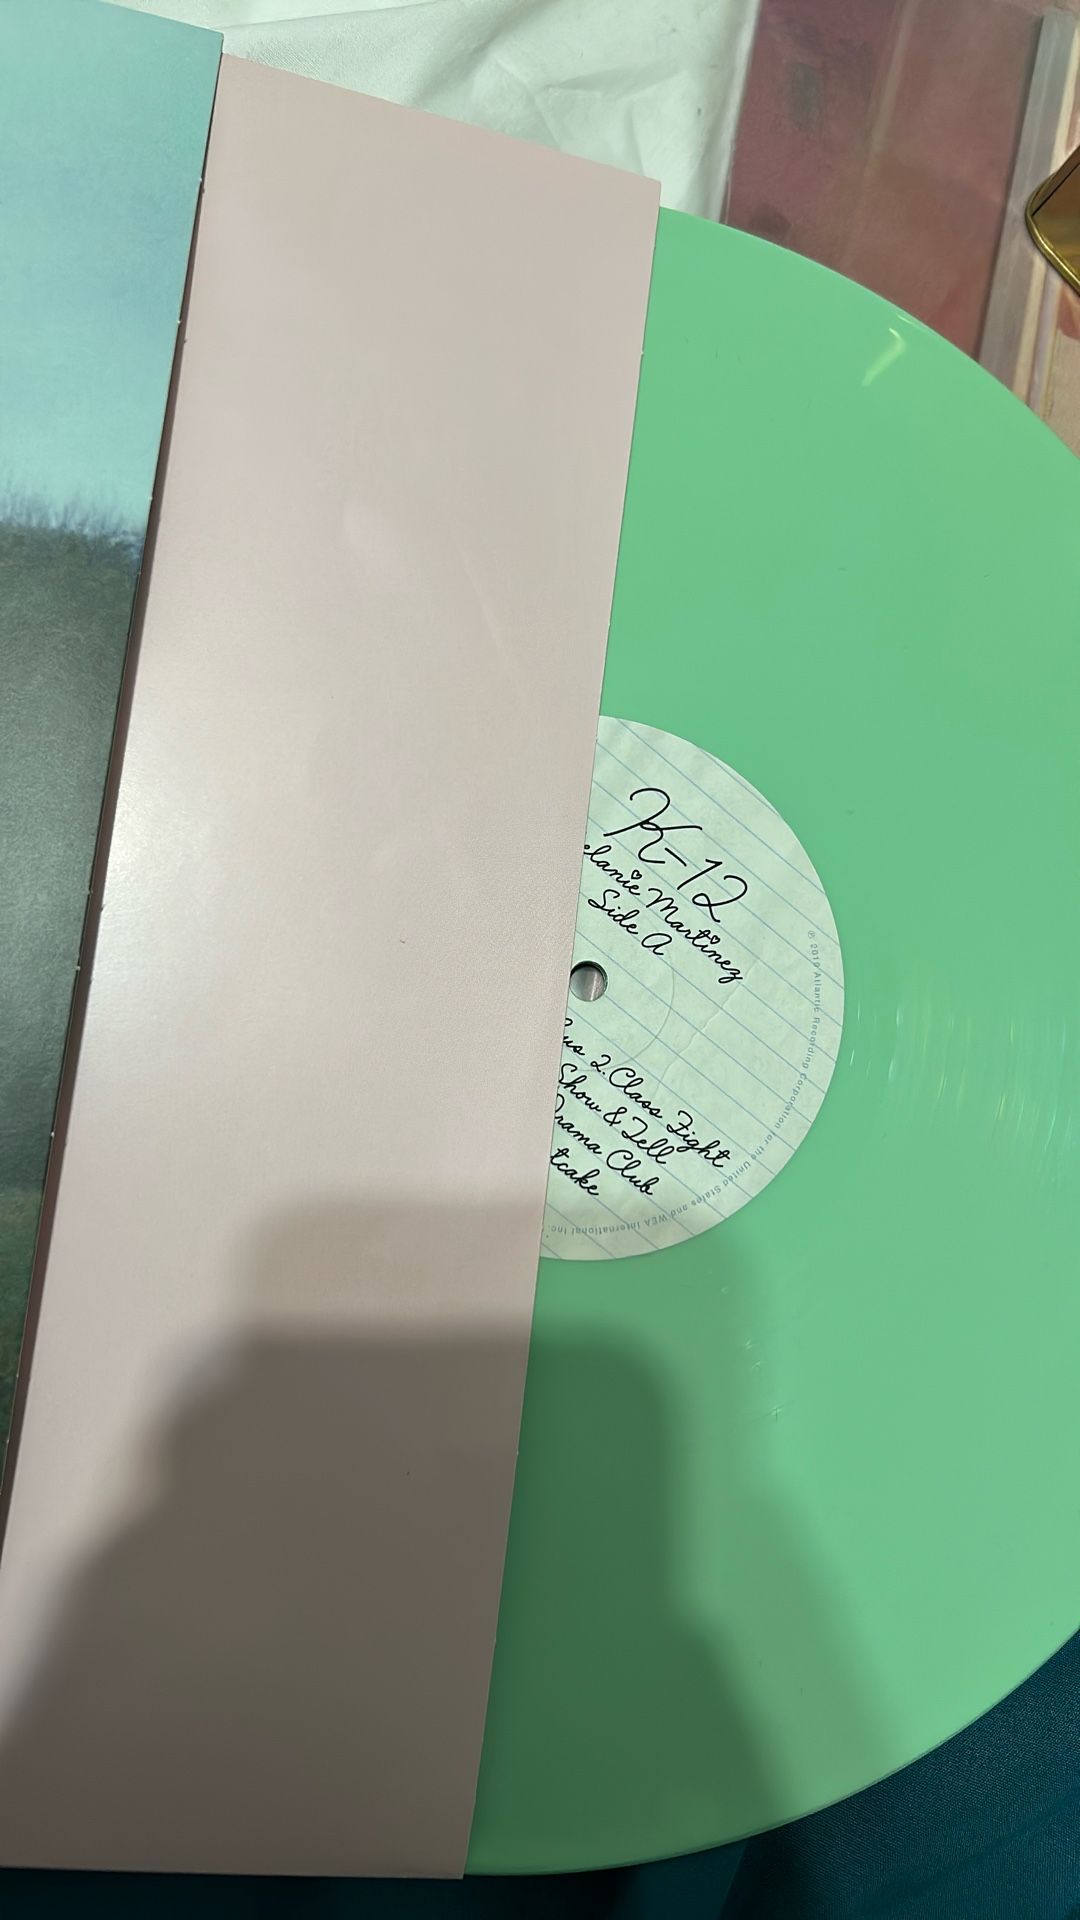 K-12
elanie Martinez
Side A
us 2. Class Fight
Show & Tell
Drama Club
tcake
℗ 2019 Atlantic Recording Corporation for the United States and WEA International Inc.